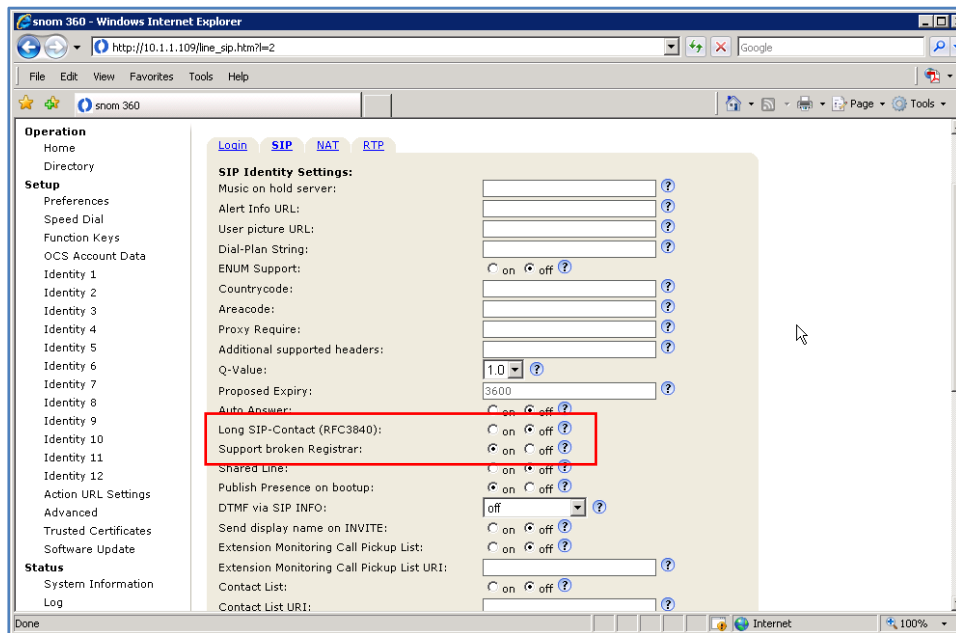 snom 360 - Windows Internet Explorer
http://10.1.1.109/line_sip.htm?l=2
Google
File Edit View Favorites Tools Help
snom 360
Page Tools
Operation
Home
Directory
Setup
Preferences
Speed Dial
Function Keys
OCS Account Data
Identity 1
Identity 2
Identity 3
Identity 4
Identity 5
Identity 6
Identity 7
Identity 8
Identity 9
Identity 10
Identity 11
Identity 12
Action URL Settings
Advanced
Trusted Certificates
Software Update
Status
System Information
Log
Login SIP NAT RTP
SIP Identity Settings:
Music on hold server:
Alert Info URL:
User picture URL:
Dial-Plan String:
ENUM Support: on off
Countrycode:
Areacode:
Proxy Require:
Additional supported headers:
Q-Value: 1.0
Proposed Expiry: 3600
Auto Answer: on off
Long SIP-Contact (RFC3840): on off
Support broken Registrar: on off
Shared Line: on off
Publish Presence on bootup: on off
DTMF via SIP INFO: off
Send display name on INVITE: on off
Extension Monitoring Call Pickup List: on off
Extension Monitoring Call Pickup List URI:
Contact List: on off
Contact List URI:
Done
Internet
100%